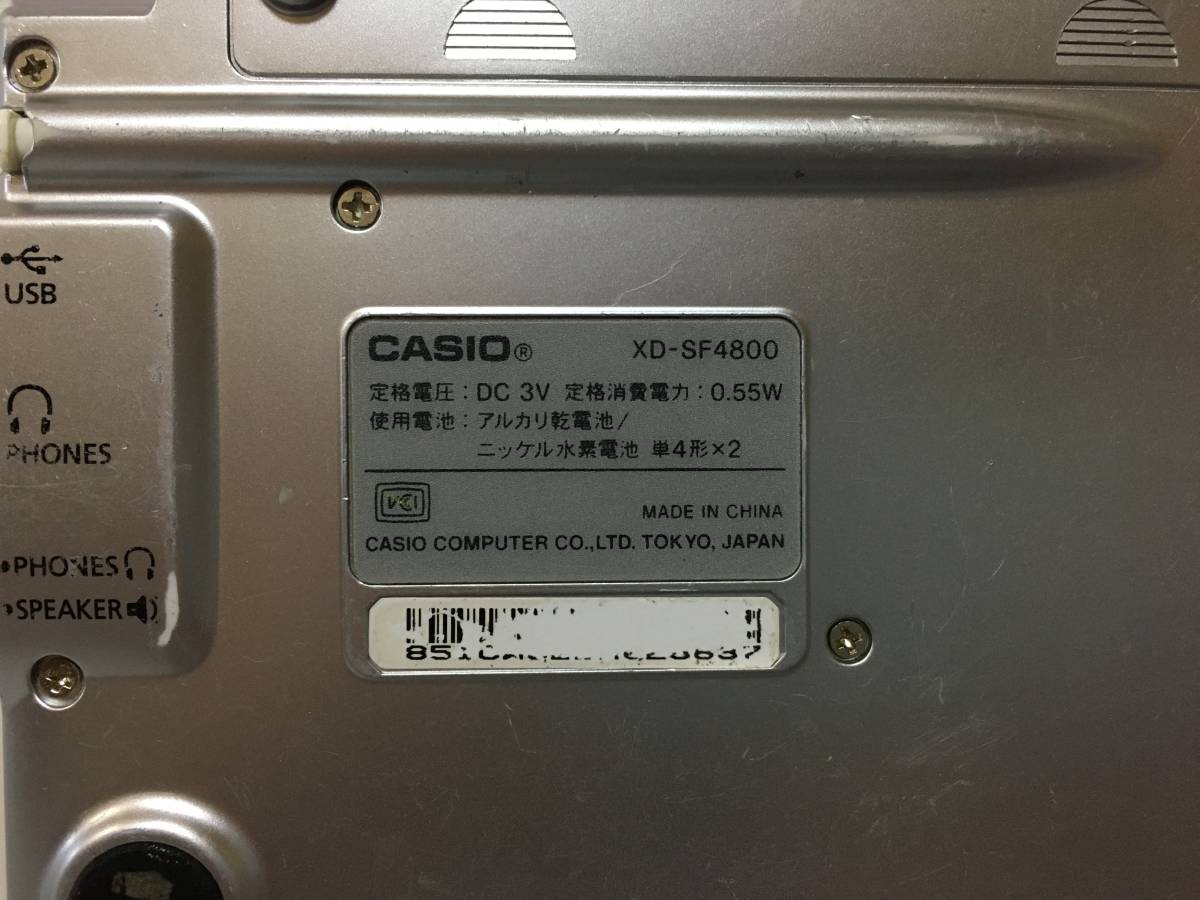 USB
PHONES
•PHONES
•SPEAKER
CASIO® XD-SF4800
定格電圧：DC 3V 定格消費電力：0.55W
使用電池：アルカリ乾電池/
ニッケル水素電池 単4形×2
VCI
MADE IN CHINA
CASIO COMPUTER CO.,LTD. TOKYO, JAPAN